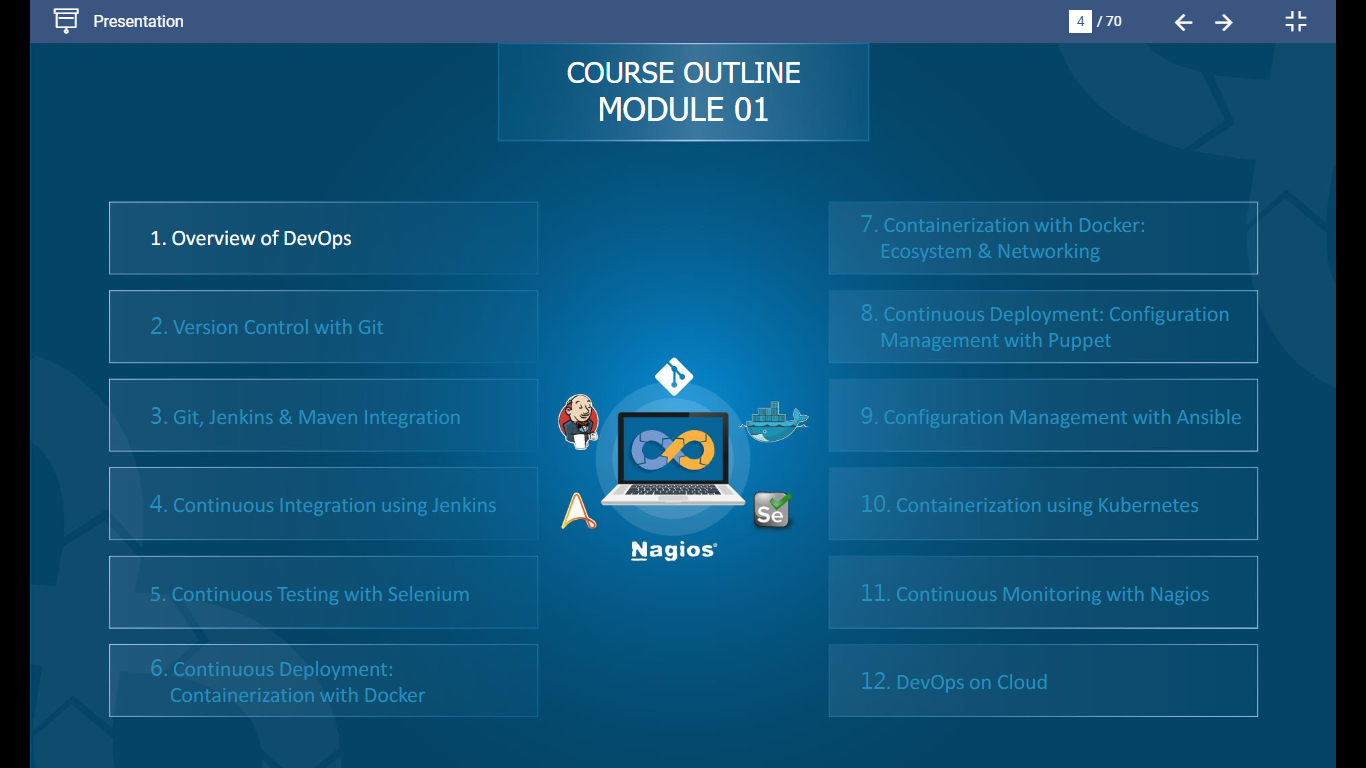 Presentation
4 / 70
COURSE OUTLINE
MODULE 01
1. Overview of DevOps
2. Version Control with Git
3. Git, Jenkins & Maven Integration
4. Continuous Integration using Jenkins
5. Continuous Testing with Selenium
6. Continuous Deployment:
Containerization with Docker
7. Containerization with Docker:
Ecosystem & Networking
8. Continuous Deployment: Configuration
Management with Puppet
9. Configuration Management with Ansible
10. Containerization using Kubernetes
11. Continuous Monitoring with Nagios
12. DevOps on Cloud
Se
Nagios®